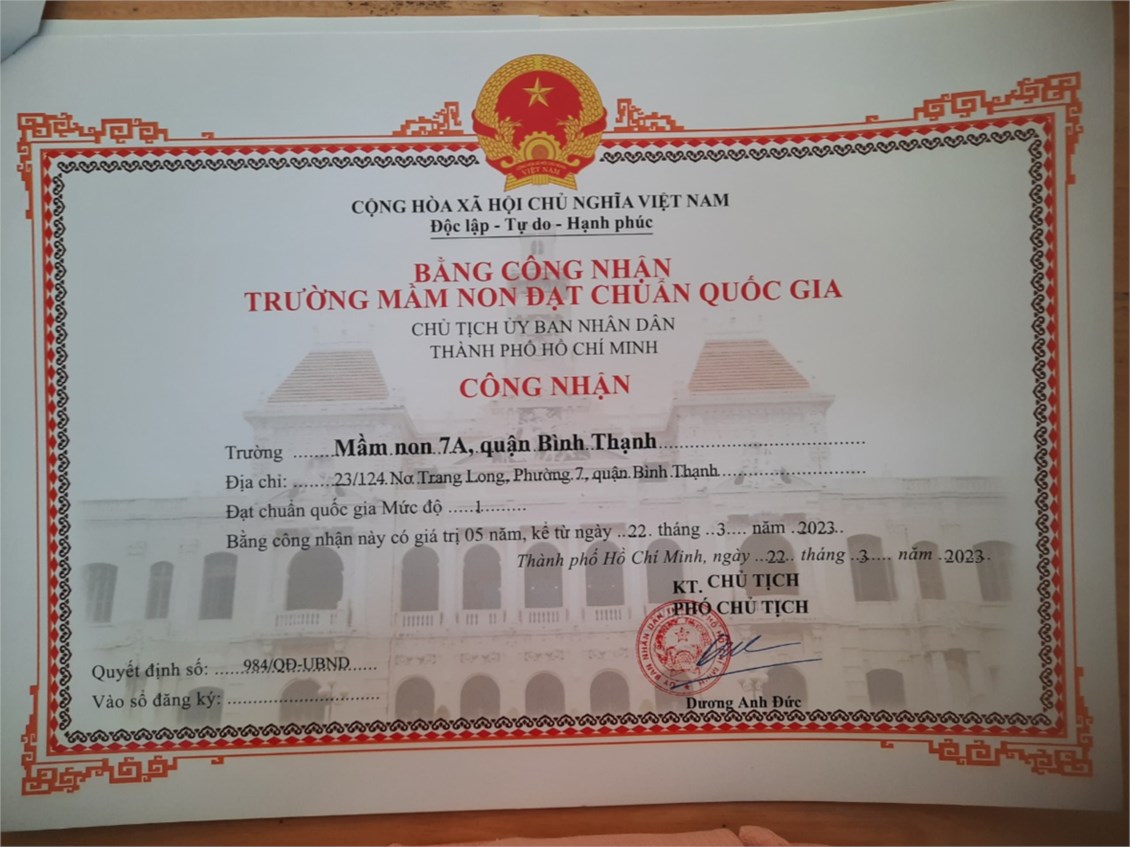 VIỆT NAM
CỘNG HÒA XÃ HỘI CHỦ NGHĨA VIỆT NAM
Độc lập - Tự do - Hạnh phúc
BẰNG CÔNG NHẬN
TRƯỜNG MẦM NON ĐẠT CHUẨN QUỐC GIA
CHỦ TỊCH ỦY BAN NHÂN DÂN
THÀNH PHỐ HỒ CHÍ MINH
CÔNG NHẬN
Trường ........Mầm non 7A, quận Bình Thạnh........
Địa chỉ: ........23/124 Nơ Trang Long, Phường 7, quận Bình Thạnh........
Đạt chuẩn quốc gia Mức độ .....1.........
Bằng công nhận này có giá trị 05 năm, kể từ ngày ..22. tháng ..3.... năm .2023..
Thành phố Hồ Chí Minh, ngày ..22.. tháng ..3..... năm .2023..
KT. CHỦ TỊCH
PHÓ CHỦ TỊCH
Quyết định số: .....984/QĐ-UBND.....
Vào sổ đăng ký: ..............................
Dương Anh Đức